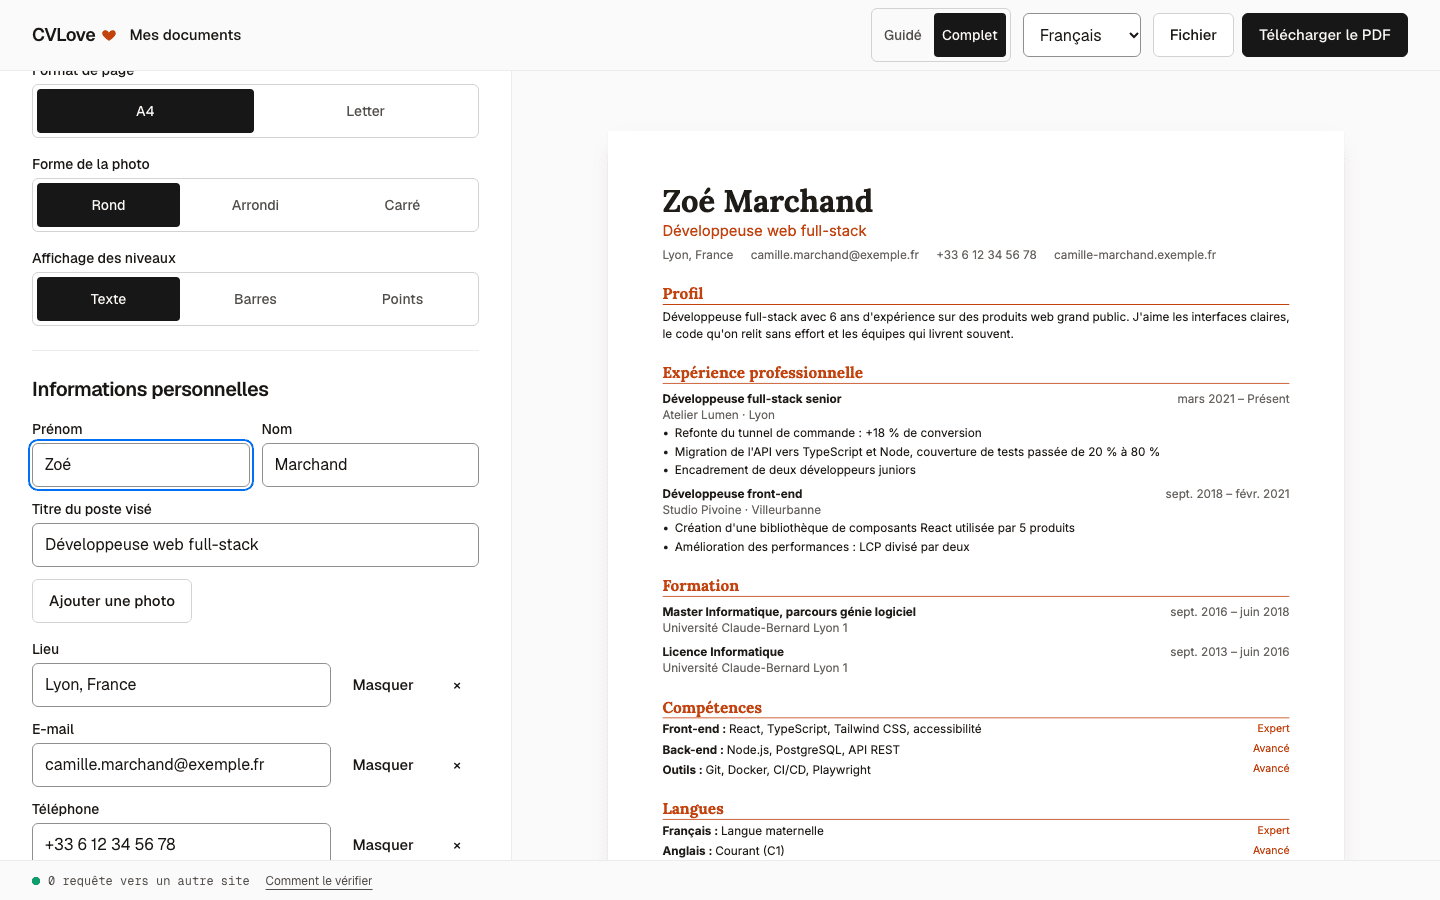 CVLove
Mes documents
Guidé
Complet
Français
Fichier
Télécharger le PDF
Format de page
A4
Letter
Forme de la photo
Rond
Arrondi
Carré
Affichage des niveaux
Texte
Barres
Points
Informations personnelles
Prénom
Nom
Zoé
Marchand
Titre du poste visé
Développeuse web full-stack
Ajouter une photo
Lieu
Lyon, France
Masquer
×
E-mail
camille.marchand@exemple.fr
Masquer
×
Téléphone
+33 6 12 34 56 78
Masquer
×
Zoé Marchand
Développeuse web full-stack
Lyon, France camille.marchand@exemple.fr +33 6 12 34 56 78 camille-marchand.exemple.fr
Profil
Développeuse full-stack avec 6 ans d'expérience sur des produits web grand public. J'aime les interfaces claires,
le code qu'on relit sans effort et les équipes qui livrent souvent.
Expérience professionnelle
Développeuse full-stack senior mars 2021 – Présent
Atelier Lumen · Lyon
• Refonte du tunnel de commande : +18 % de conversion
• Migration de l'API vers TypeScript et Node, couverture de tests passée de 20 % à 80 %
• Encadrement de deux développeurs juniors
Développeuse front-end sept. 2018 – févr. 2021
Studio Pivoine · Villeurbanne
• Création d'une bibliothèque de composants React utilisée par 5 produits
• Amélioration des performances : LCP divisé par deux
Formation
Master Informatique, parcours génie logiciel sept. 2016 – juin 2018
Université Claude-Bernard Lyon 1
Licence Informatique sept. 2013 – juin 2016
Université Claude-Bernard Lyon 1
Compétences
Front-end : React, TypeScript, Tailwind CSS, accessibilité Expert
Back-end : Node.js, PostgreSQL, API REST Avancé
Outils : Git, Docker, CI/CD, Playwright Avancé
Langues
Français : Langue maternelle Expert
Anglais : Courant (C1) Avancé
0 requête vers un autre site
Comment le vérifier